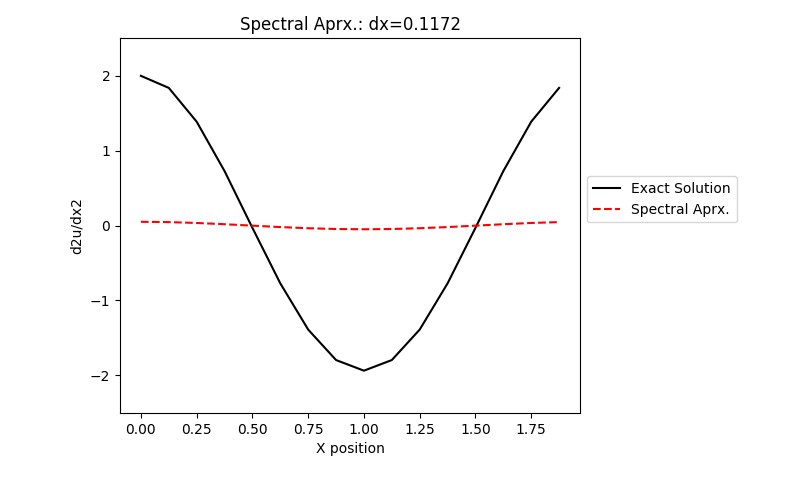 Spectral Aprx.: dx=0.1172
2
1
0
−1
−2
d2u/dx2
0.00 0.25 0.50 0.75 1.00 1.25 1.50 1.75
X position
Exact Solution
Spectral Aprx.